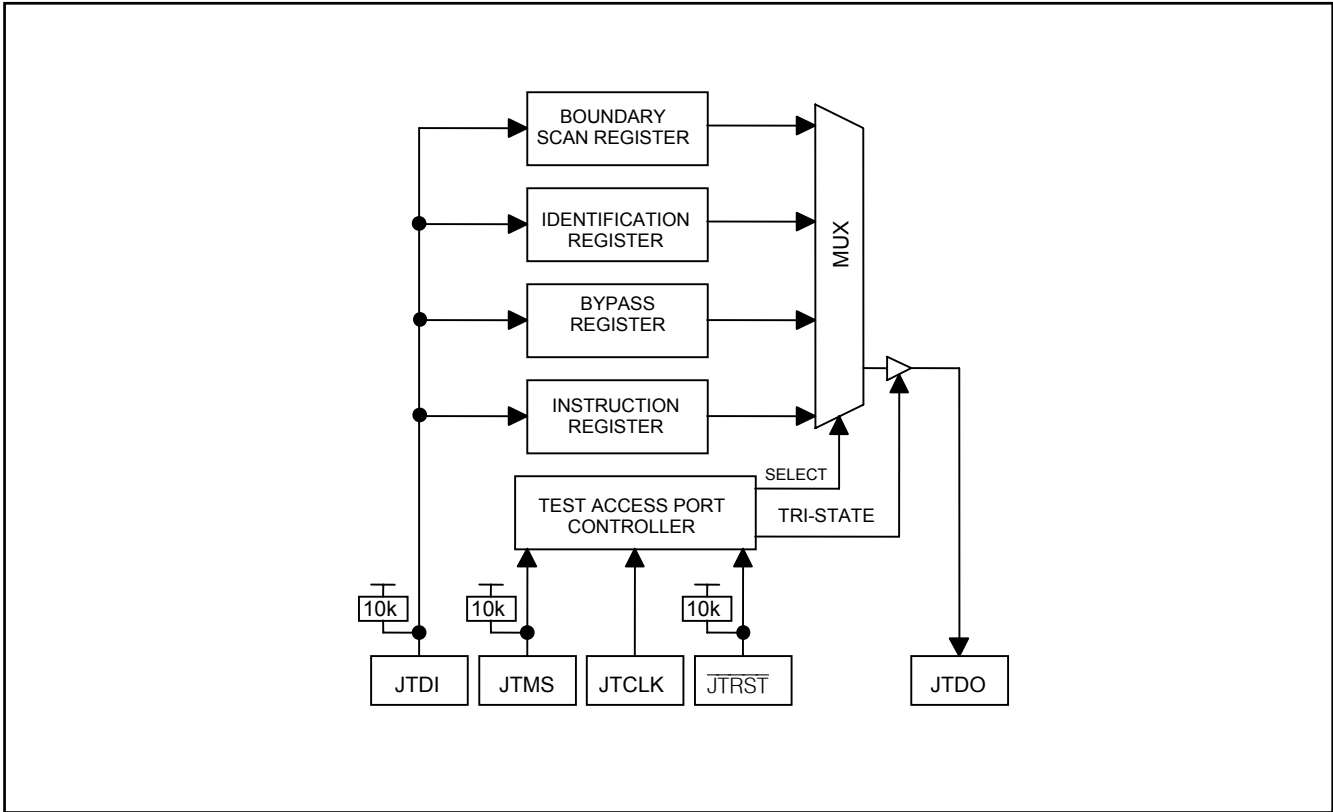 BOUNDARY
SCAN REGISTER
IDENTIFICATION
REGISTER
MUX
BYPASS
REGISTER
INSTRUCTION
REGISTER
SELECT
TEST ACCESS PORT
CONTROLLER
TRI-STATE
10k
10k
10k
JTDI
JTMS
JTCLK
JTRST
JTDO